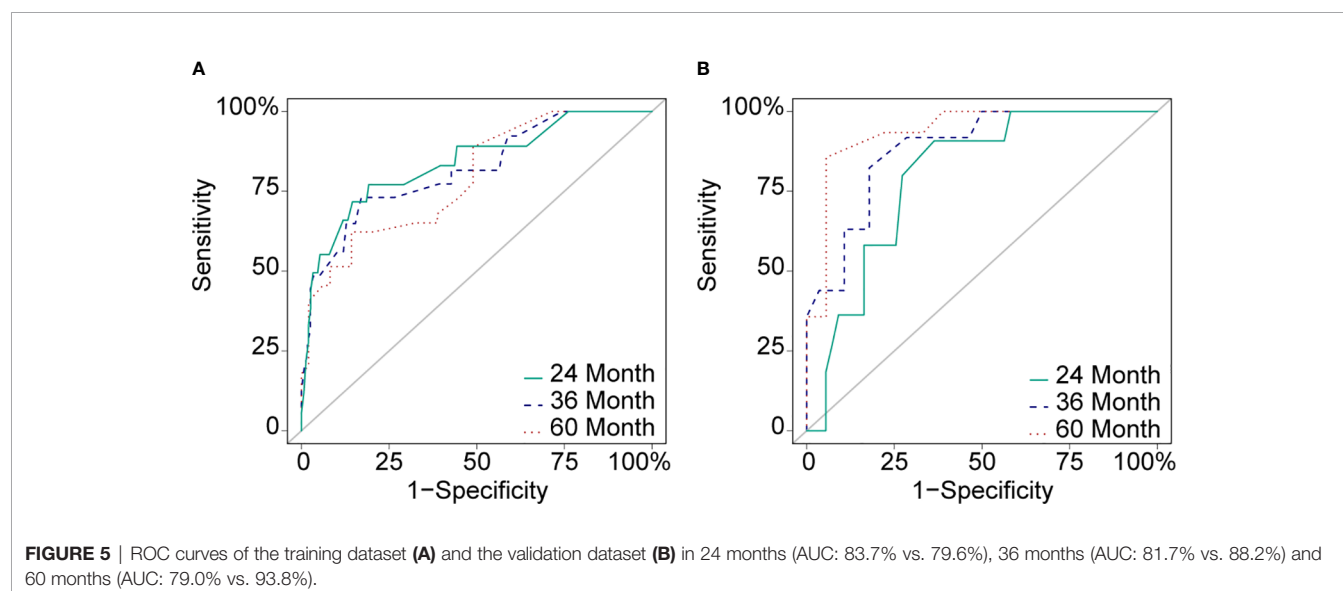 A
B
100%
75
50
25
0
Sensitivity
24 Month
36 Month
60 Month
0 25 50 75 100%
1−Specificity
100%
75
50
25
0
Sensitivity
24 Month
36 Month
60 Month
0 25 50 75 100%
1−Specificity
FIGURE 5 | ROC curves of the training dataset (A) and the validation dataset (B) in 24 months (AUC: 83.7% vs. 79.6%), 36 months (AUC: 81.7% vs. 88.2%) and
60 months (AUC: 79.0% vs. 93.8%).